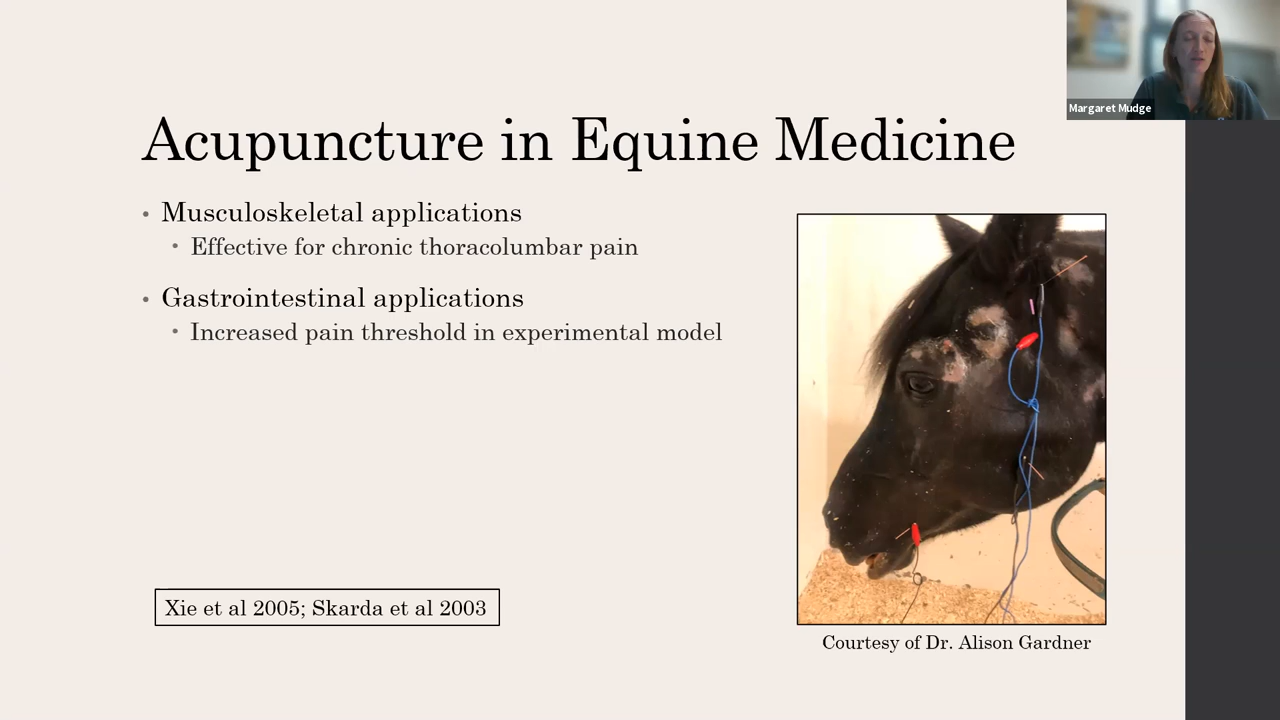 Margaret Mudge
Acupuncture in Equine Medicine
• Musculoskeletal applications
• Effective for chronic thoracolumbar pain
• Gastrointestinal applications
• Increased pain threshold in experimental model
Xie et al 2005; Skarda et al 2003
Courtesy of Dr. Alison Gardner